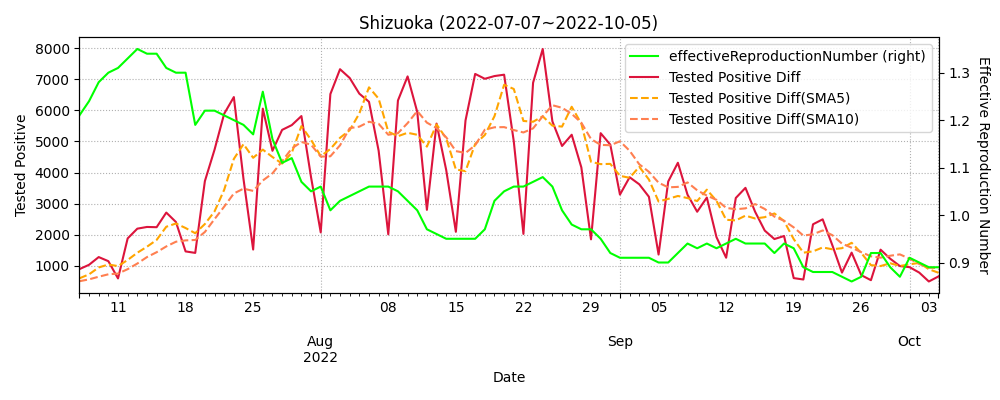 Shizuoka (2022-07-07~2022-10-05)
effectiveReproductionNumber (right)
Tested Positive Diff
Tested Positive Diff(SMA5)
Tested Positive Diff(SMA10)
Tested Positive
8000
7000
6000
5000
4000
3000
2000
1000
1.3
1.2
1.1
1.0
0.9
Effective Reproduction Number
11 18 25 08 15 22 29 05 12 19 26 03
Aug Sep Oct
2022
Date